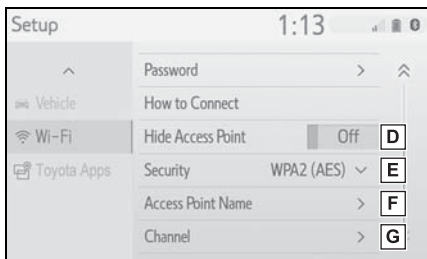 Setup 1:13 0
Password
Vehicle How to Connect
Wi-Fi Hide Access Point Off D
Toyota Apps Security WPA2 (AES) E
Access Point Name F
Channel G